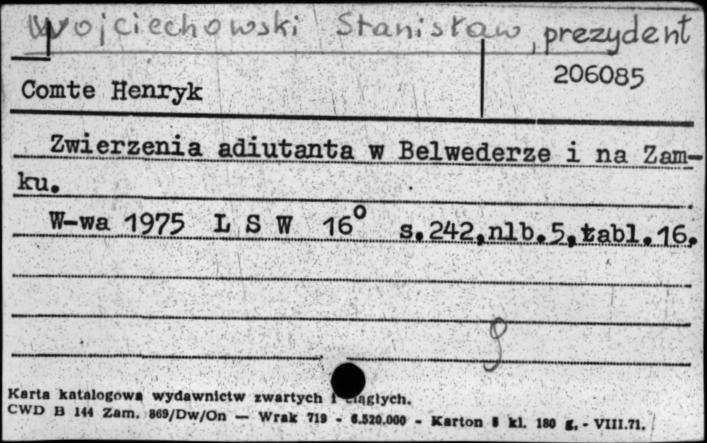 Wojciechowski Stanisław, prezydent
206085
Comte Henryk
Zwierzenia adiutanta w Belwederze i na Zam-
ku.
W-wa 1975 L S W 16° s.242,nlb.5,tabl.16.
9
Karta katalogowa wydawnictw zwartych i ciągłych.
CWD B 144 Zam. 869/Dw/On — Wrak 719 - 6.520.000 - Karton 5 kl. 180 g. - VIII.71.